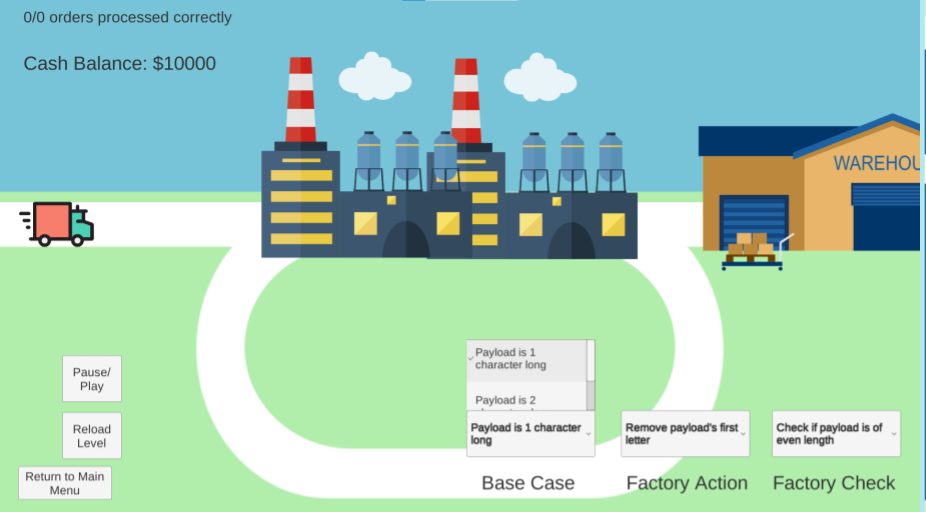 0/0 orders processed correctly
Cash Balance: $10000
WAREHOU
Pause/
Play
Reload
Level
Return to Main
Menu
Payload is 1
character long
Payload is 2
Payload is 1 character
long
Remove payload's first
letter
Check if payload is of
even length
Base Case
Factory Action
Factory Check